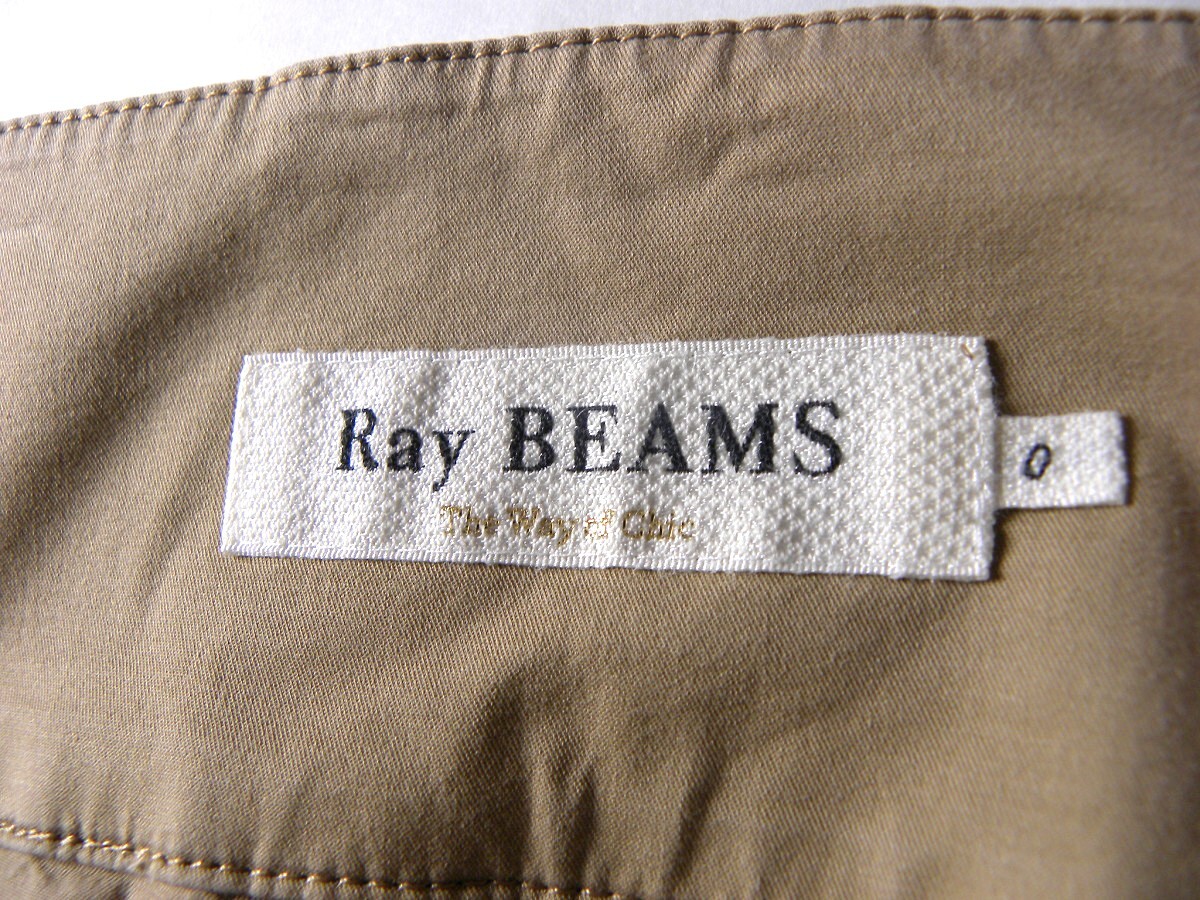 Ray BEAMS
The Way of Chic
0